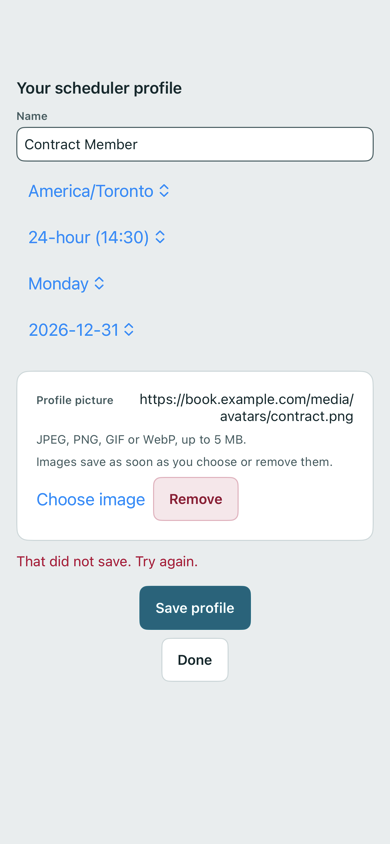 Your scheduler profile
Name
Contract Member
America/Toronto
24-hour (14:30)
Monday
2026-12-31
Profile picture
https://book.example.com/media/
avatars/contract.png
JPEG, PNG, GIF or WebP, up to 5 MB.
Images save as soon as you choose or remove them.
Choose image
Remove
That did not save. Try again.
Save profile
Done